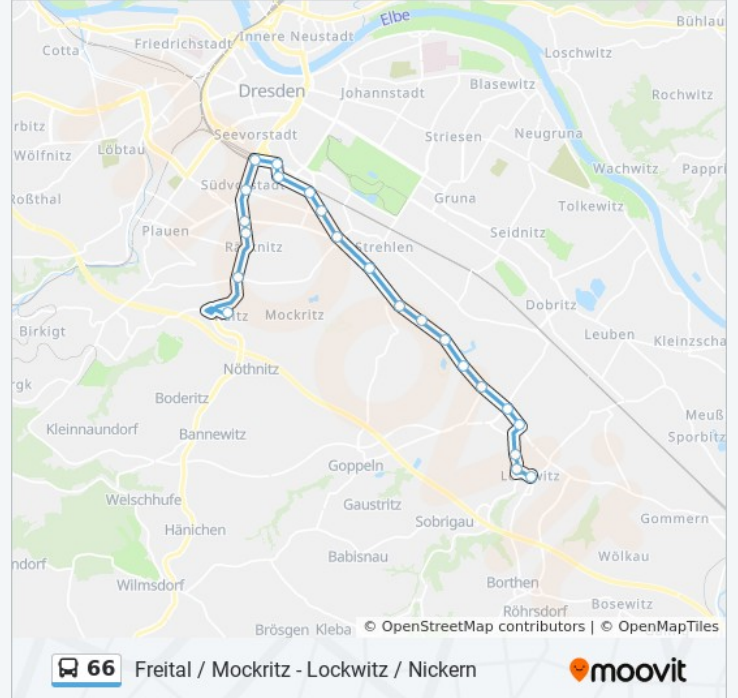 Elbe
Bühlau
Friedrichstadt
Innere Neustadt
Cotta
Loschwitz
Blasewitz
Dresden
Johannstadt
Rochwitz
rbitz
Seevorstadt
Striesen
Neugruna
Löbtau
Wölfnitz
Wachwitz
Pappri
Roßthal
Südvorstadt
Gruna
Tolkewitz
Plauen
Seidnitz
Strehlen
Dobritz
Mockritz
Birkigt
Leuben
Kleinzscha
Nöthnitz
rgk
Boderitz
Meuß
Kleinnaundorf
Bannewitz
Sporbitz
Goppeln
Lockwitz
Welschhufe
Gaustritz
Sobrigau
Gommern
Hänichen
Babisnau
Wölkau
ndorf
Wilmsdorf
Borthen
Bosewitz
Röhrsdorf
Brösgen
Kleba
© OpenStreetMap contributors | © OpenMapTiles
66 Freital / Mockritz - Lockwitz / Nickern
moovit